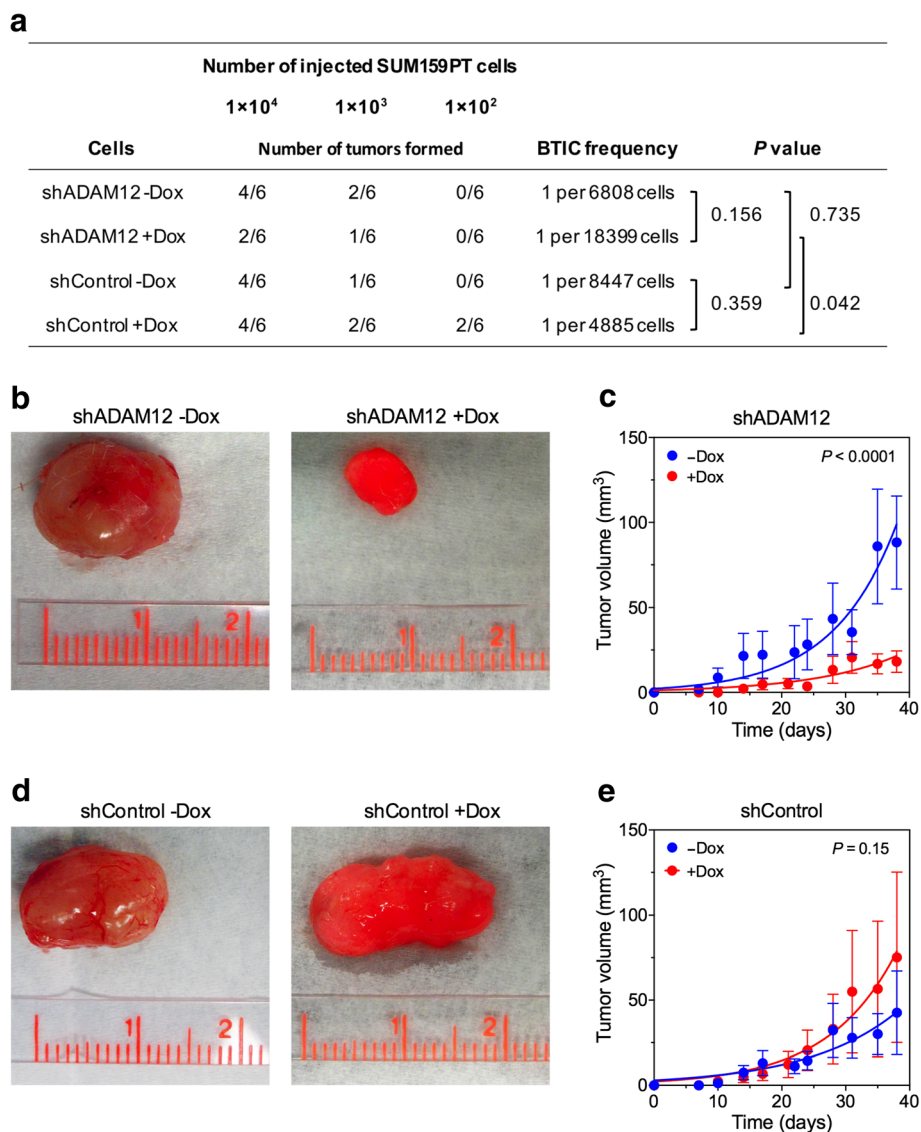 a
Number of injected SUM159PT cells
1×10⁴ 1×10³ 1×10²
Cells Number of tumors formed BTIC frequency P value
shADAM12 -Dox 4/6 2/6 0/6 1 per 6808 cells
0.156 0.735
shADAM12 +Dox 2/6 1/6 0/6 1 per 18399 cells
shControl -Dox 4/6 1/6 0/6 1 per 8447 cells
0.359 0.042
shControl +Dox 4/6 2/6 2/6 1 per 4885 cells
b
shADAM12 -Dox
1 2
shADAM12 +Dox
1 2
c
shADAM12
−Dox
+Dox
P < 0.0001
Tumor volume (mm³)
150
100
50
0
0 10 20 30 40
Time (days)
d
shControl -Dox
1 2
shControl +Dox
1 2
e
shControl
−Dox
+Dox
P = 0.15
Tumor volume (mm³)
150
100
50
0
0 10 20 30 40
Time (days)